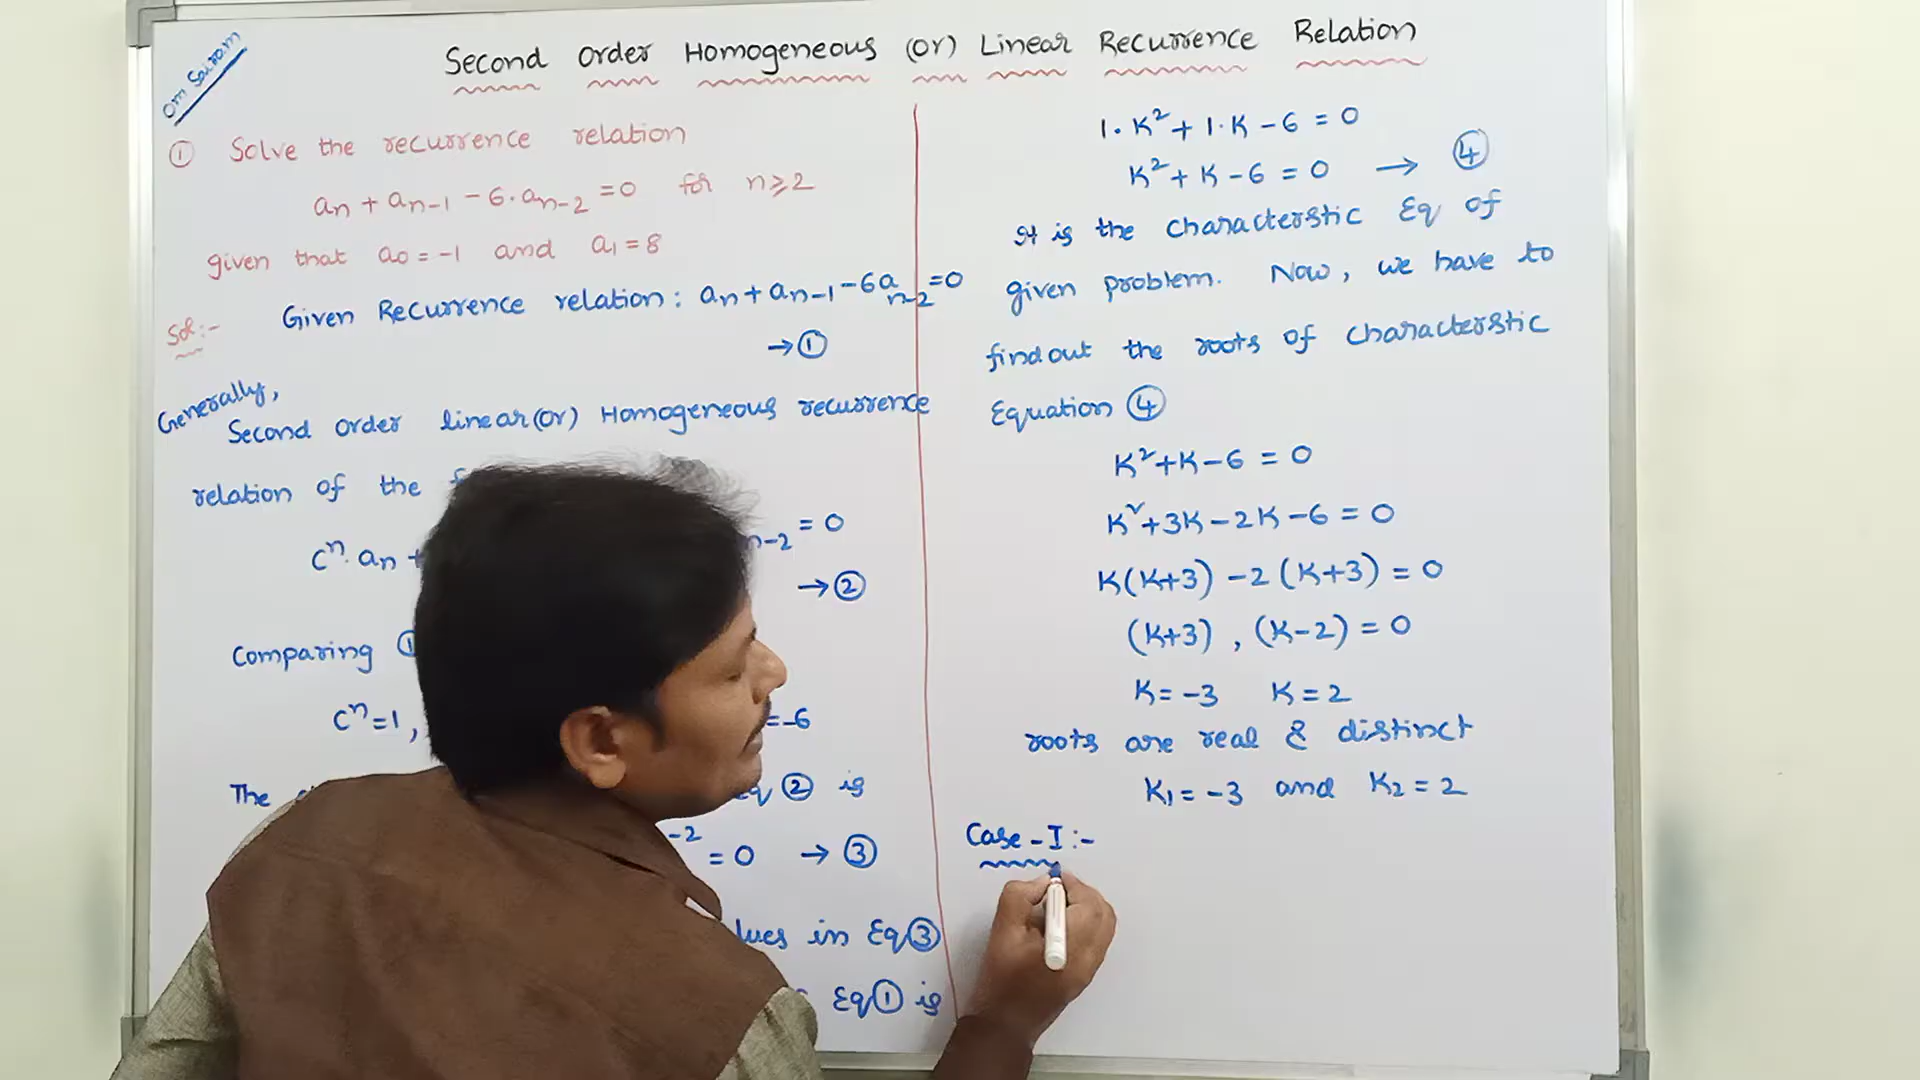 Om Sairam
Second Order Homogeneous (or) Linear Recurrence Relation
① Solve the recurrence relation
an + an-1 - 6·an-2 = 0 for n≥2
given that a0 = -1 and a1 = 8
Sol:- Given Recurrence relation: an + an-1 - 6an-2 = 0
→ ①
Generally,
Second order linear (or) Homogeneous recurrence
relation of the
C^n· an + n-2 = 0
→ ②
Comparing ①
C^n = 1, = -6
The Eq ② is
-2 = 0 → ③
in Eq ③
Eq ① is
1·K² + 1·K - 6 = 0
K² + K - 6 = 0 → ④
It is the characterstic Eq of
given problem. Now, we have to
findout the roots of characterstic
Equation ④
K² + K - 6 = 0
K² + 3K - 2K - 6 = 0
K(K+3) - 2(K+3) = 0
(K+3), (K-2) = 0
K = -3 K = 2
roots are real & distinct
K1 = -3 and K2 = 2
Case - I :-